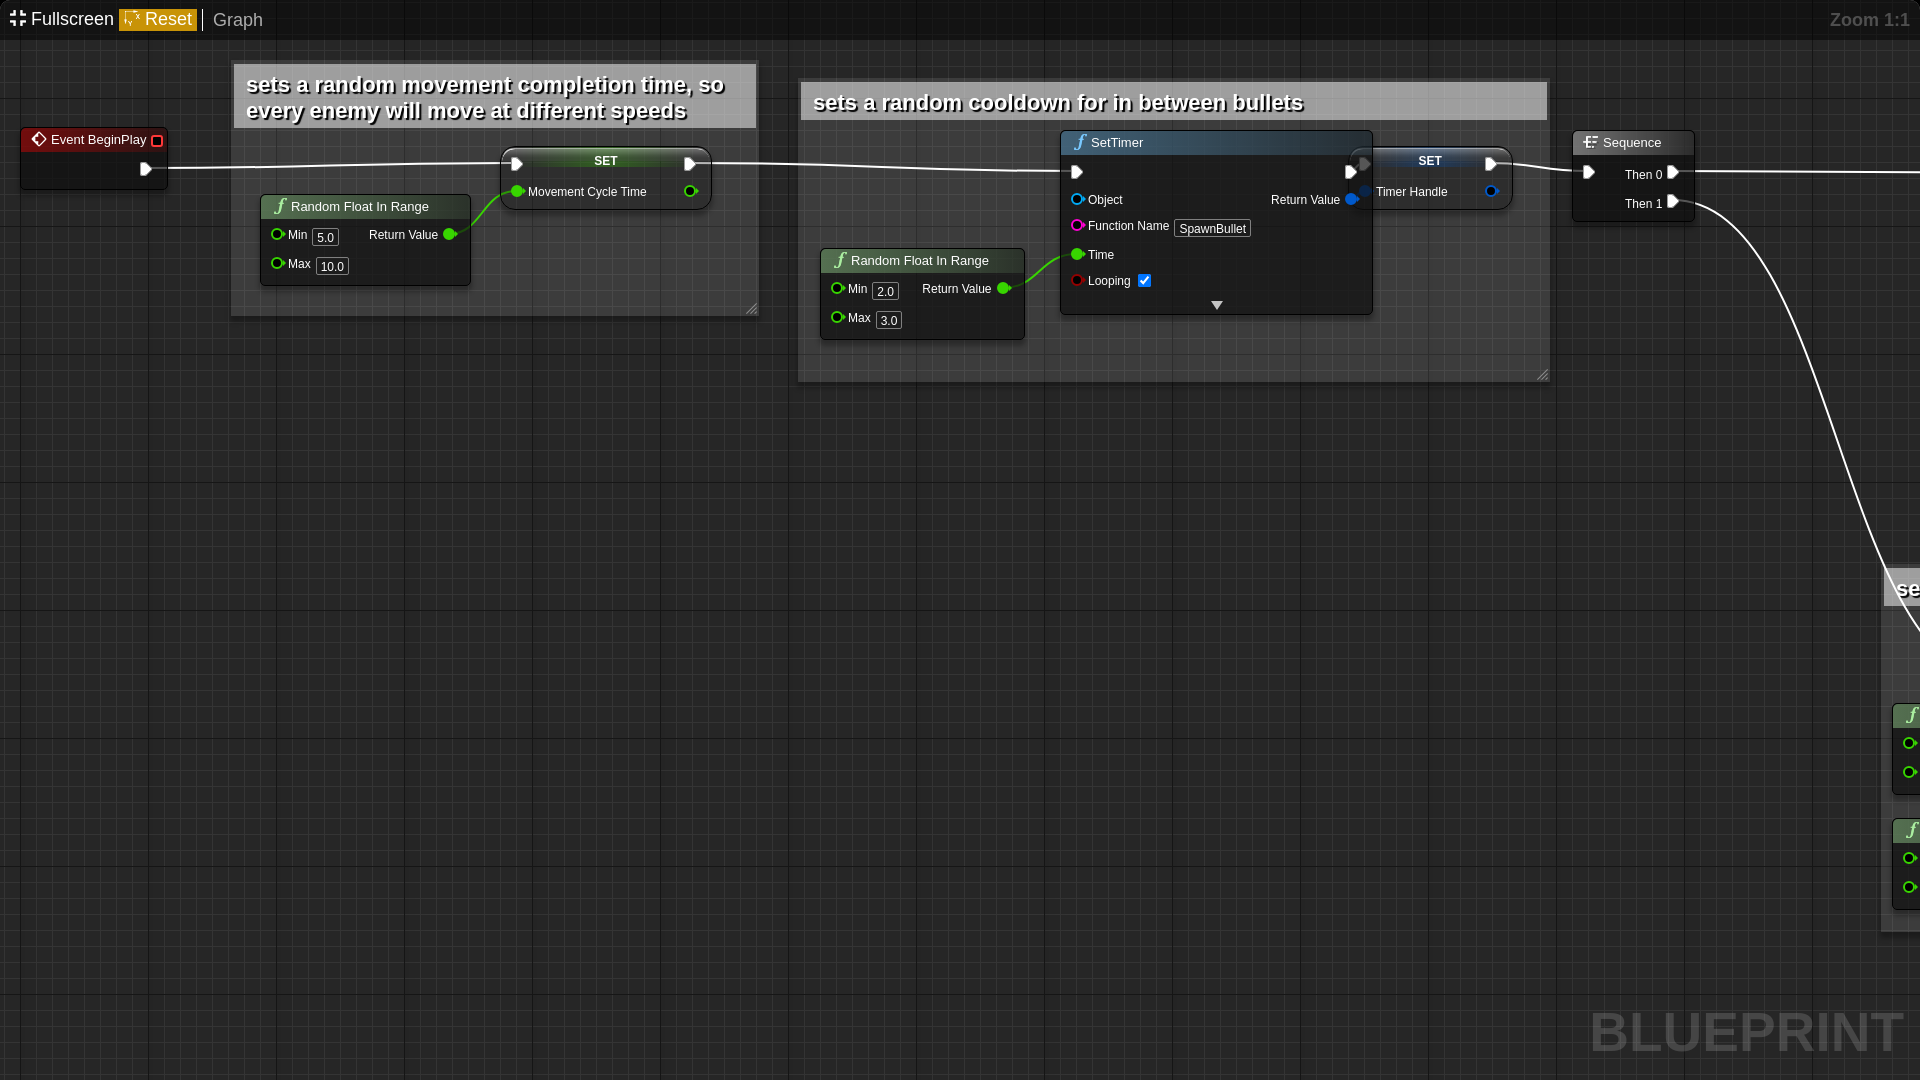 Fullscreen Reset Graph Zoom 1:1
sets a random movement completion time, so
every enemy will move at different speeds
sets a random cooldown for in between bullets
Event BeginPlay
SET
Movement Cycle Time
Random Float In Range
Min 5.0 Return Value
Max 10.0
SetTimer
Object Return Value
Function Name SpawnBullet
Time
Looping
SET
Timer Handle
Random Float In Range
Min 2.0 Return Value
Max 3.0
Sequence
Then 0
Then 1
se
BLUEPRINT